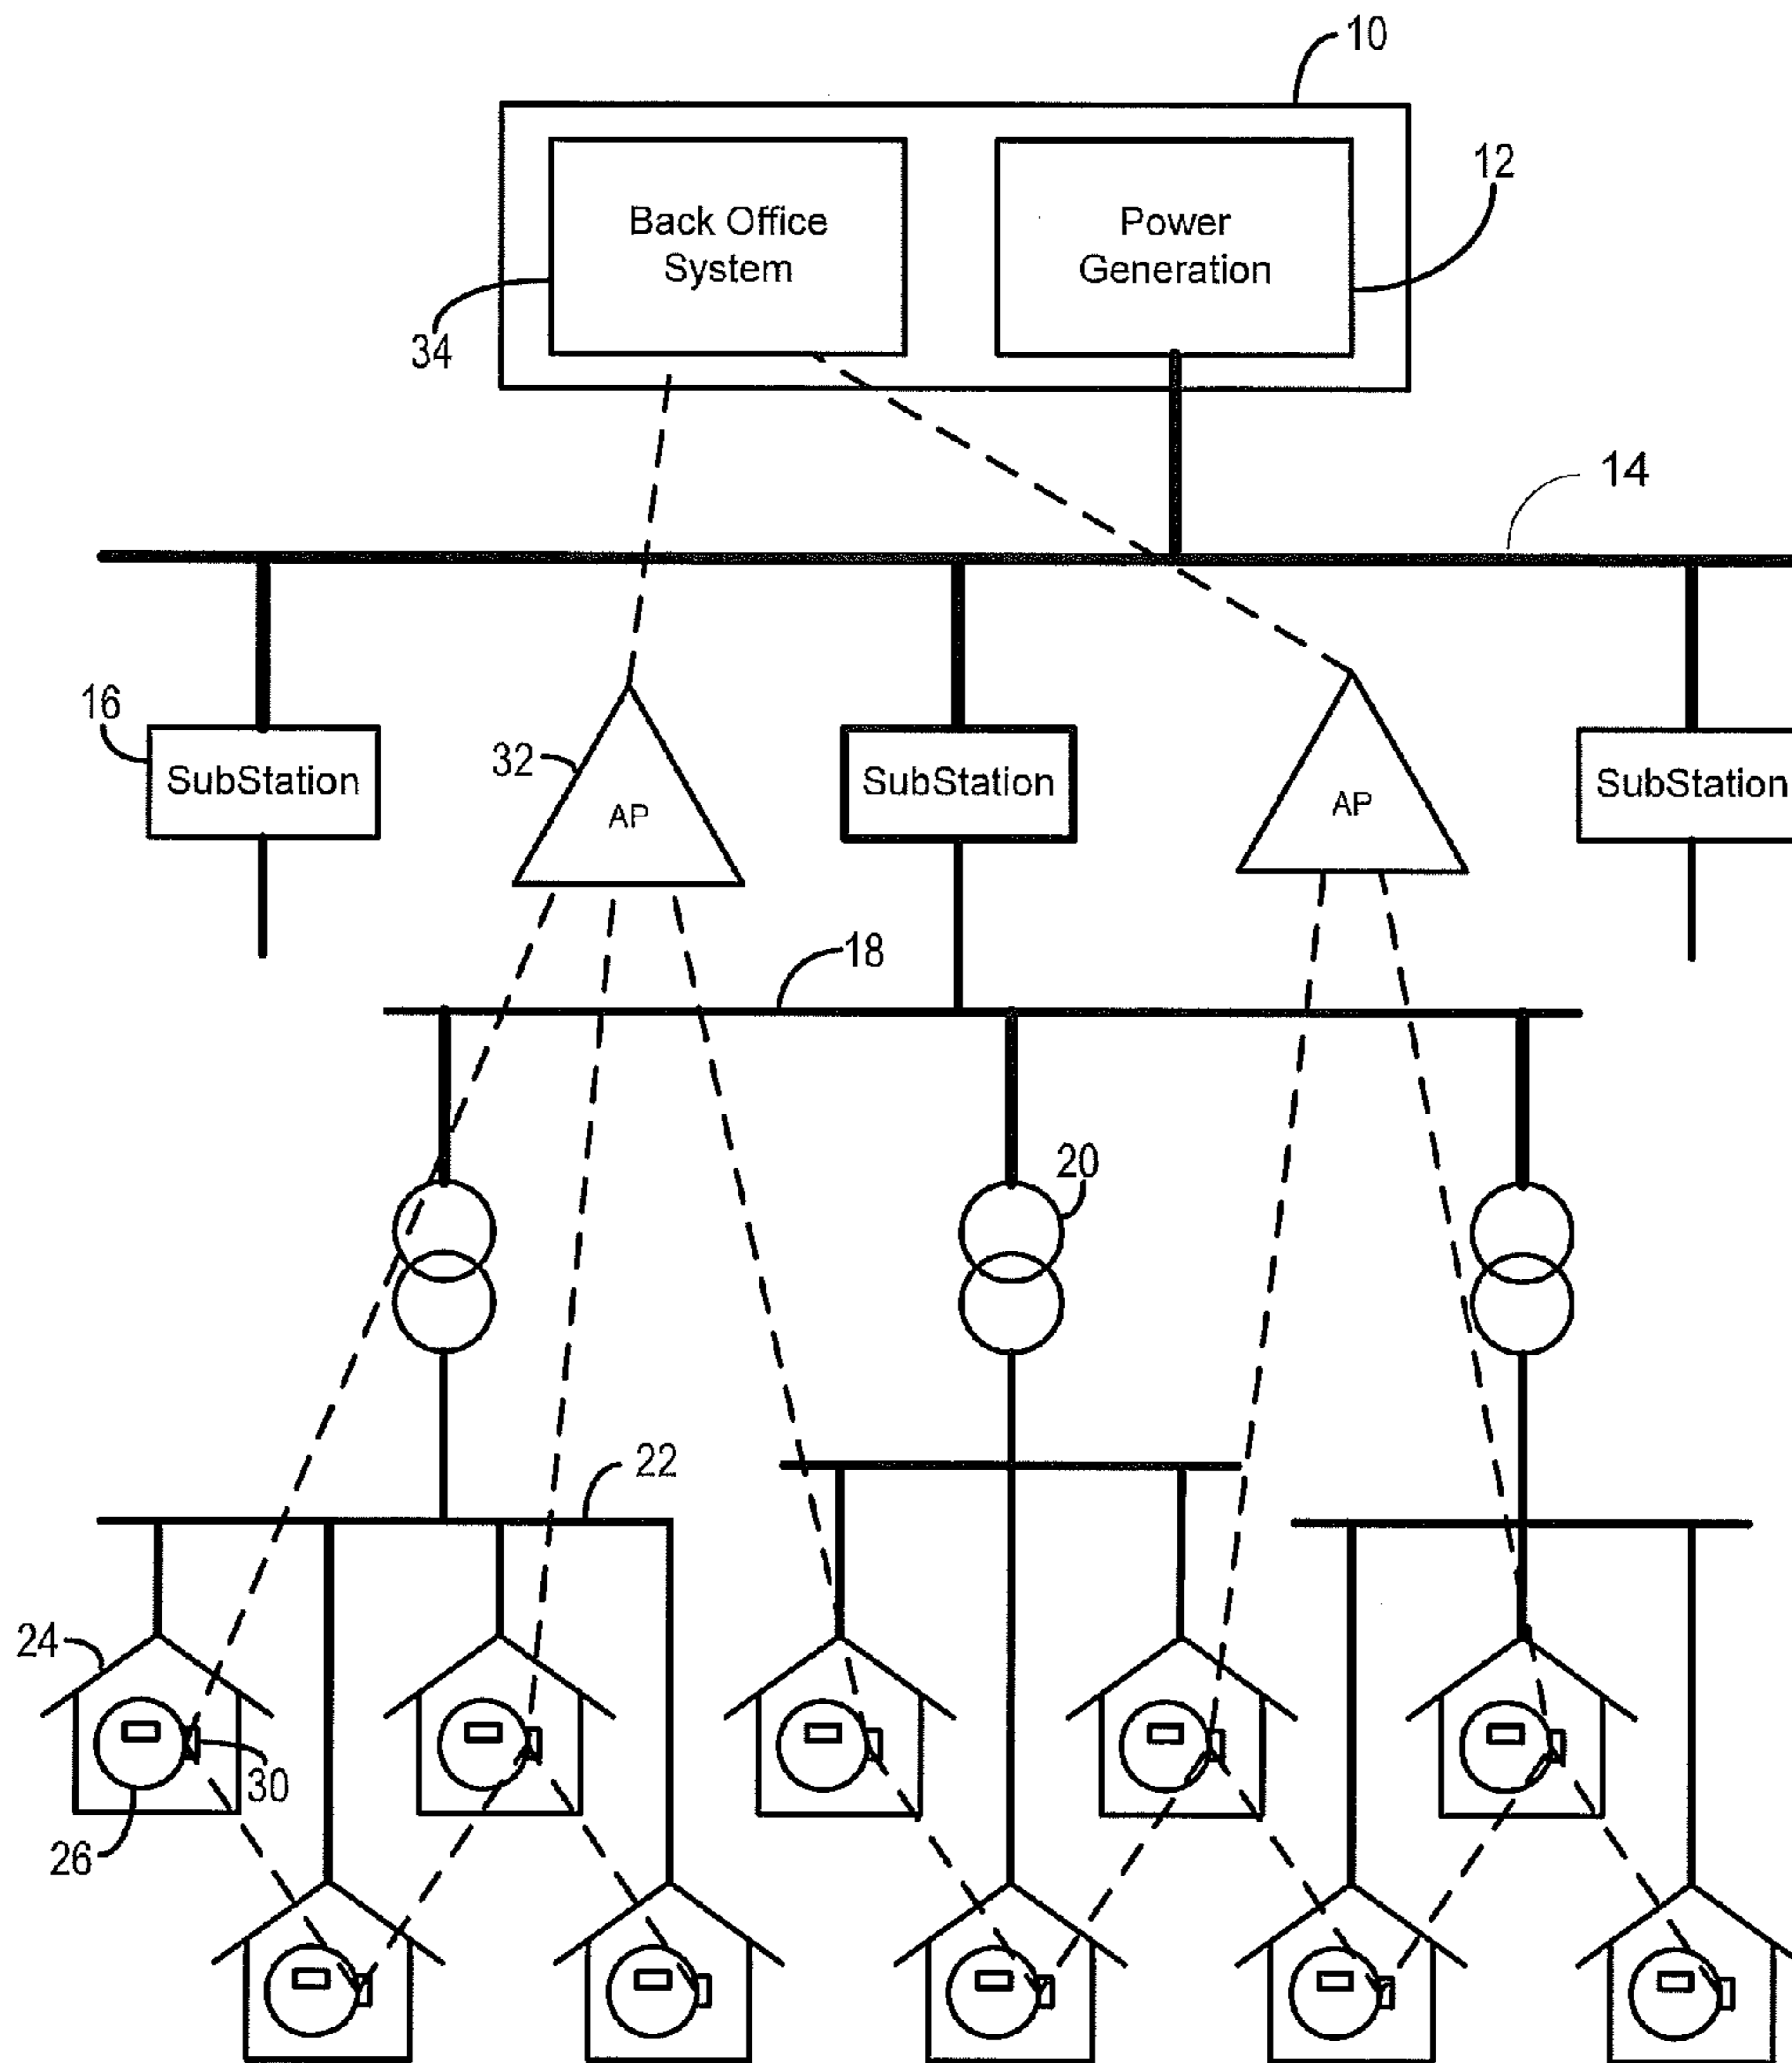 10
Back Office
System
Power
Generation
12
34
14
16
SubStation
32
AP
SubStation
AP
SubStation
18
20
22
24
30
26